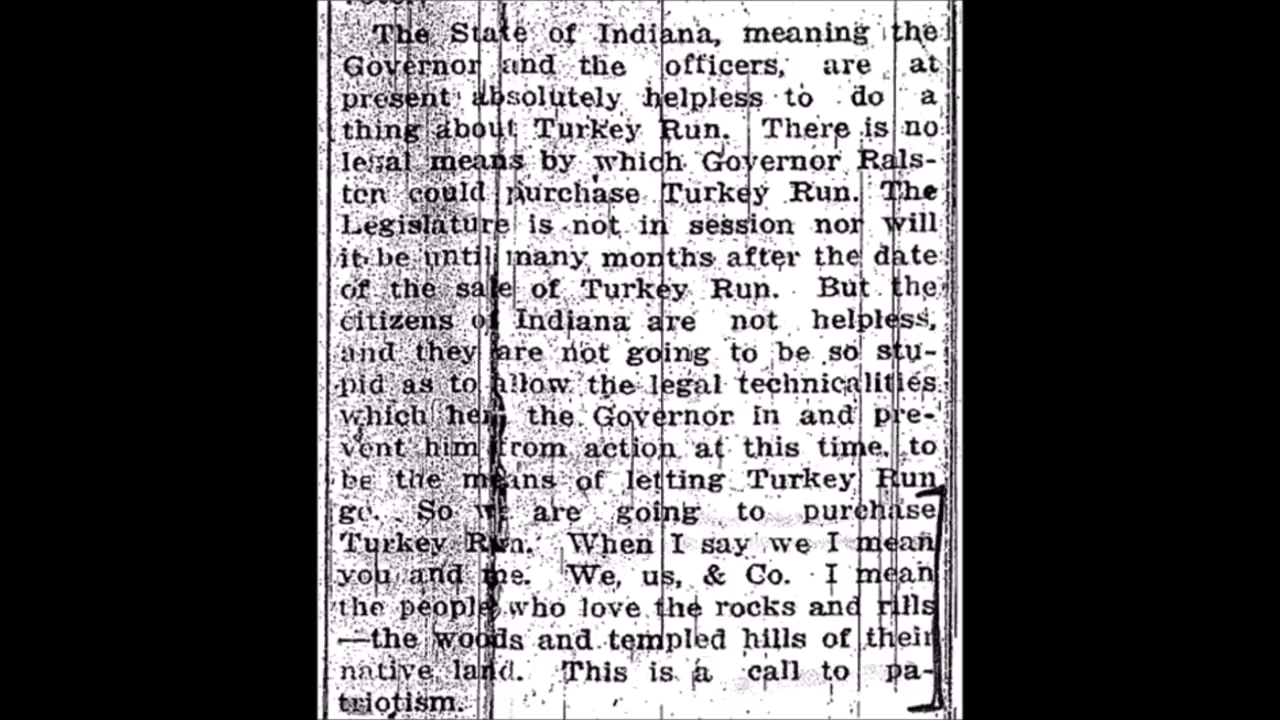 The State of Indiana, meaning the
Governor and the officers, are at
present absolutely helpless to do a
thing about Turkey Run. There is no
legal means by which Governor Rals-
ton could purchase Turkey Run. The
Legislature is not in session nor will
it be until many months after the date
of the sale of Turkey Run. But the
citizens of Indiana are not helpless,
and they are not going to be so stu-
pid as to allow the legal technicalities
which hem the Governor in and pre-
vent him from action at this time, to
be the means of letting Turkey Run
go. So we are going to purchase
Turkey Run. When I say we I mean
you and me. We, us, & Co. I mean
the people who love the rocks and rills
—the woods and templed hills of their
native land. This is a call to pa-
triotism.